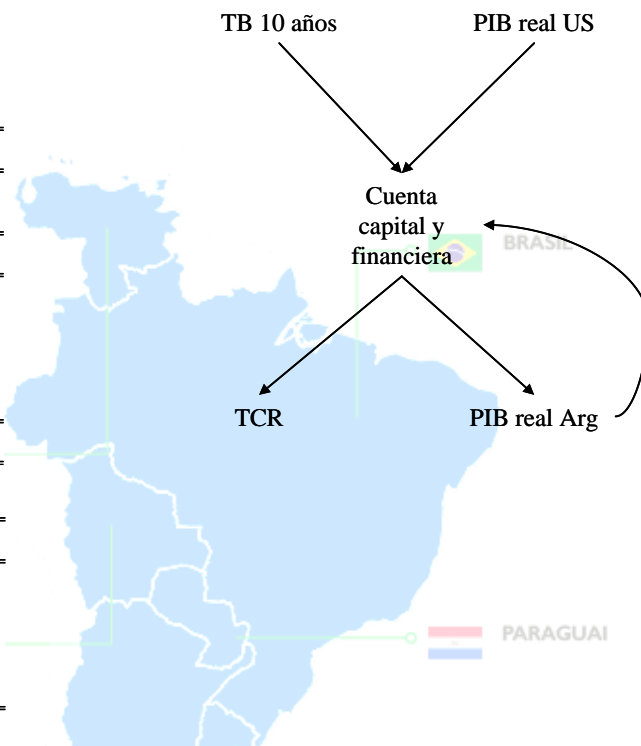 TB 10 años
PIB real US
Cuenta
capital y
financiera
BRASIL
TCR
PIB real Arg
PARAGUAI